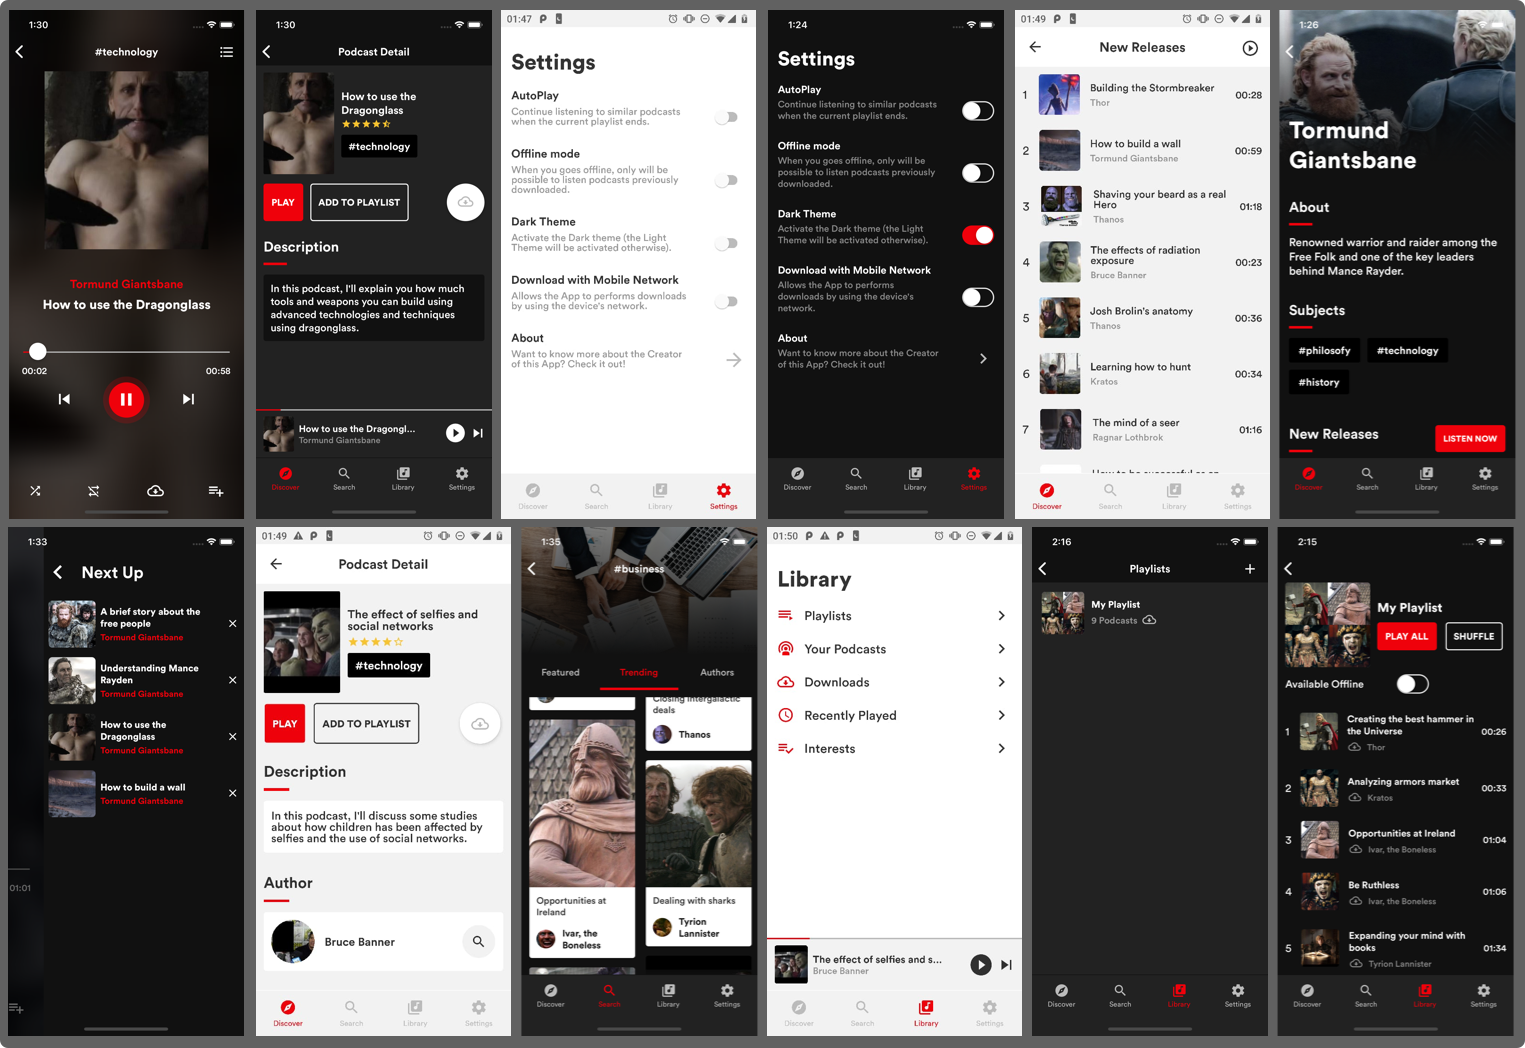 1:30
#technology
Tormund Giantsbane
How to use the Dragonglass
00:02
00:58
1:30
Podcast Detail
How to use the
Dragonglass
#technology
PLAY
ADD TO PLAYLIST
Description
In this podcast, I'll explain you how much
tools and weapons you can build using
advanced technologies and techniques
using dragonglass.
How to use the Dragongl...
Tormund Giantsbane
Discover
Search
Library
Settings
01:47
Settings
AutoPlay
Continue listening to similar podcasts
when the current playlist ends.
Offline mode
When you goes offline, only will be
possible to listen podcasts previously
downloaded.
Dark Theme
Activate the Dark theme (the Light
Theme will be activated otherwise).
Download with Mobile Network
Allows the App to performs downloads
by using the device's network.
About
Want to know more about the Creator
of this App? Check it out!
Discover
Search
Library
Settings
1:24
Settings
AutoPlay
Continue listening to similar podcasts
when the current playlist ends.
Offline mode
When you goes offline, only will be
possible to listen podcasts previously
downloaded.
Dark Theme
Activate the Dark theme (the Light
Theme will be activated otherwise).
Download with Mobile Network
Allows the App to performs
downloads by using the device's
network.
About
Want to know more about the Creator
of this App? Check it out!
Discover
Search
Library
Settings
01:49
New Releases
1
Building the Stormbreaker
Thor
00:28
2
How to build a wall
Tormund Giantsbane
00:59
3
Shaving your beard as a real
Hero
Thanos
01:18
4
The effects of radiation
exposure
Bruce Banner
00:23
5
Josh Brolin's anatomy
Thanos
00:36
6
Learning how to hunt
Kratos
00:34
7
The mind of a seer
Ragnar Lothbrok
01:16
How to be successful as an
Discover
Search
Library
Settings
1:26
Tormund
Giantsbane
About
Renowned warrior and raider among the
Free Folk and one of the key leaders
behind Mance Rayder.
Subjects
#philosofy
#technology
#history
New Releases
LISTEN NOW
Discover
Search
Library
Settings
1:33
Next Up
A brief story about the
free people
Tormund Giantsbane
Understanding Mance
Rayden
Tormund Giantsbane
How to use the
Dragonglass
Tormund Giantsbane
How to build a wall
Tormund Giantsbane
01:01
01:49
Podcast Detail
The effect of selfies and
social networks
#technology
PLAY
ADD TO PLAYLIST
Description
In this podcast, I'll discuss some studies
about how children has been affected by
selfies and the use of social networks.
Author
Bruce Banner
Discover
Search
Library
Settings
1:35
#business
Featured
Trending
Authors
Closing intergalactic
deals
Thanos
Opportunities at
Ireland
Ivar, the
Boneless
Dealing with sharks
Tyrion
Lannister
Discover
Search
Library
Settings
01:50
Library
Playlists
Your Podcasts
Downloads
Recently Played
Interests
The effect of selfies and s...
Bruce Banner
Discover
Search
Library
Settings
2:16
Playlists
My Playlist
9 Podcasts
Discover
Search
Library
Settings
2:15
My Playlist
PLAY ALL
SHUFFLE
Available Offline
1
Creating the best hammer in
the Universe
Thor
00:26
2
Analyzing armors market
Kratos
00:33
3
Opportunities at Ireland
Ivar, the Boneless
01:04
4
Be Ruthless
Ivar, the Boneless
01:06
5
Expanding your mind with
books
Tyrion Lannister
01:34
Discover
Search
Library
Settings